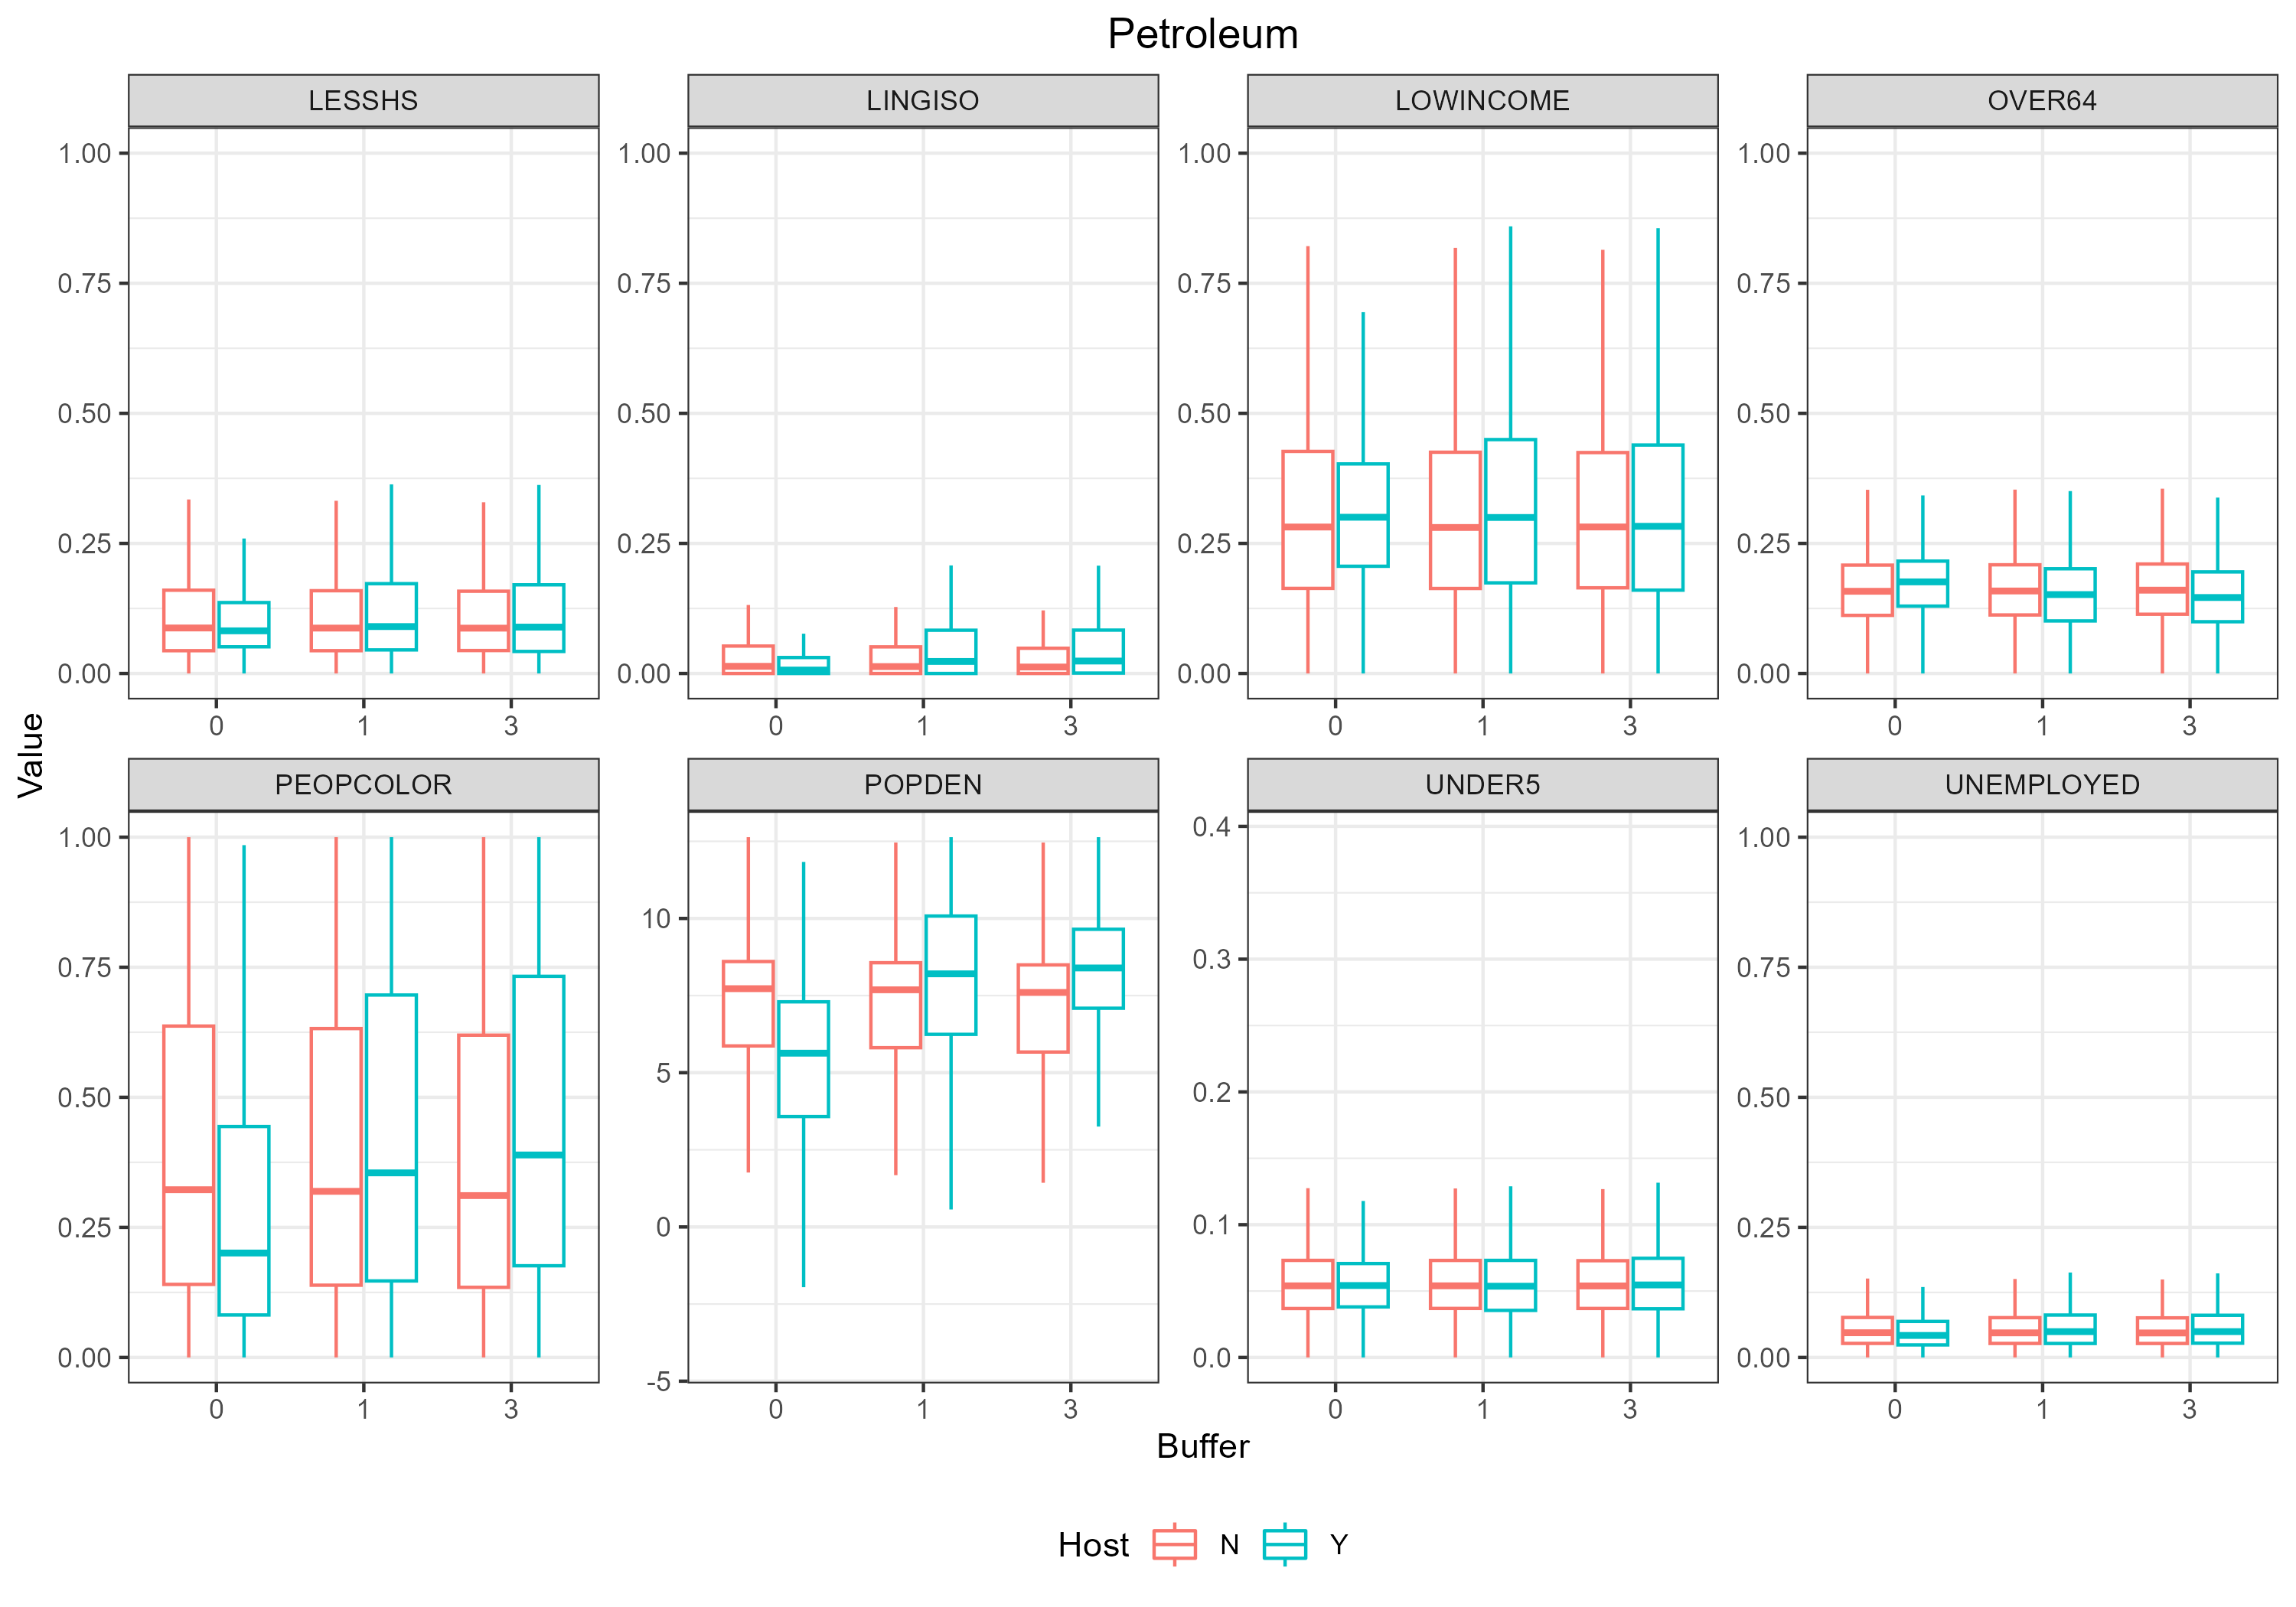 Petroleum
LESSHS LINGISO LOWINCOME OVER64
1.00 1.00 1.00 1.00
0.75 0.75 0.75 0.75
0.50 0.50 0.50 0.50
0.25 0.25 0.25 0.25
0.00 0.00 0.00 0.00
0 1 3 0 1 3 0 1 3 0 1 3
Value
PEOPCOLOR POPDEN UNDER5 UNEMPLOYED
1.00
0.75
0.50
0.25
0.00
10
5
0
-5
0.4
0.3
0.2
0.1
0.0
1.00
0.75
0.50
0.25
0.00
0 1 3 0 1 3 0 1 3 0 1 3
Buffer
Host N Y